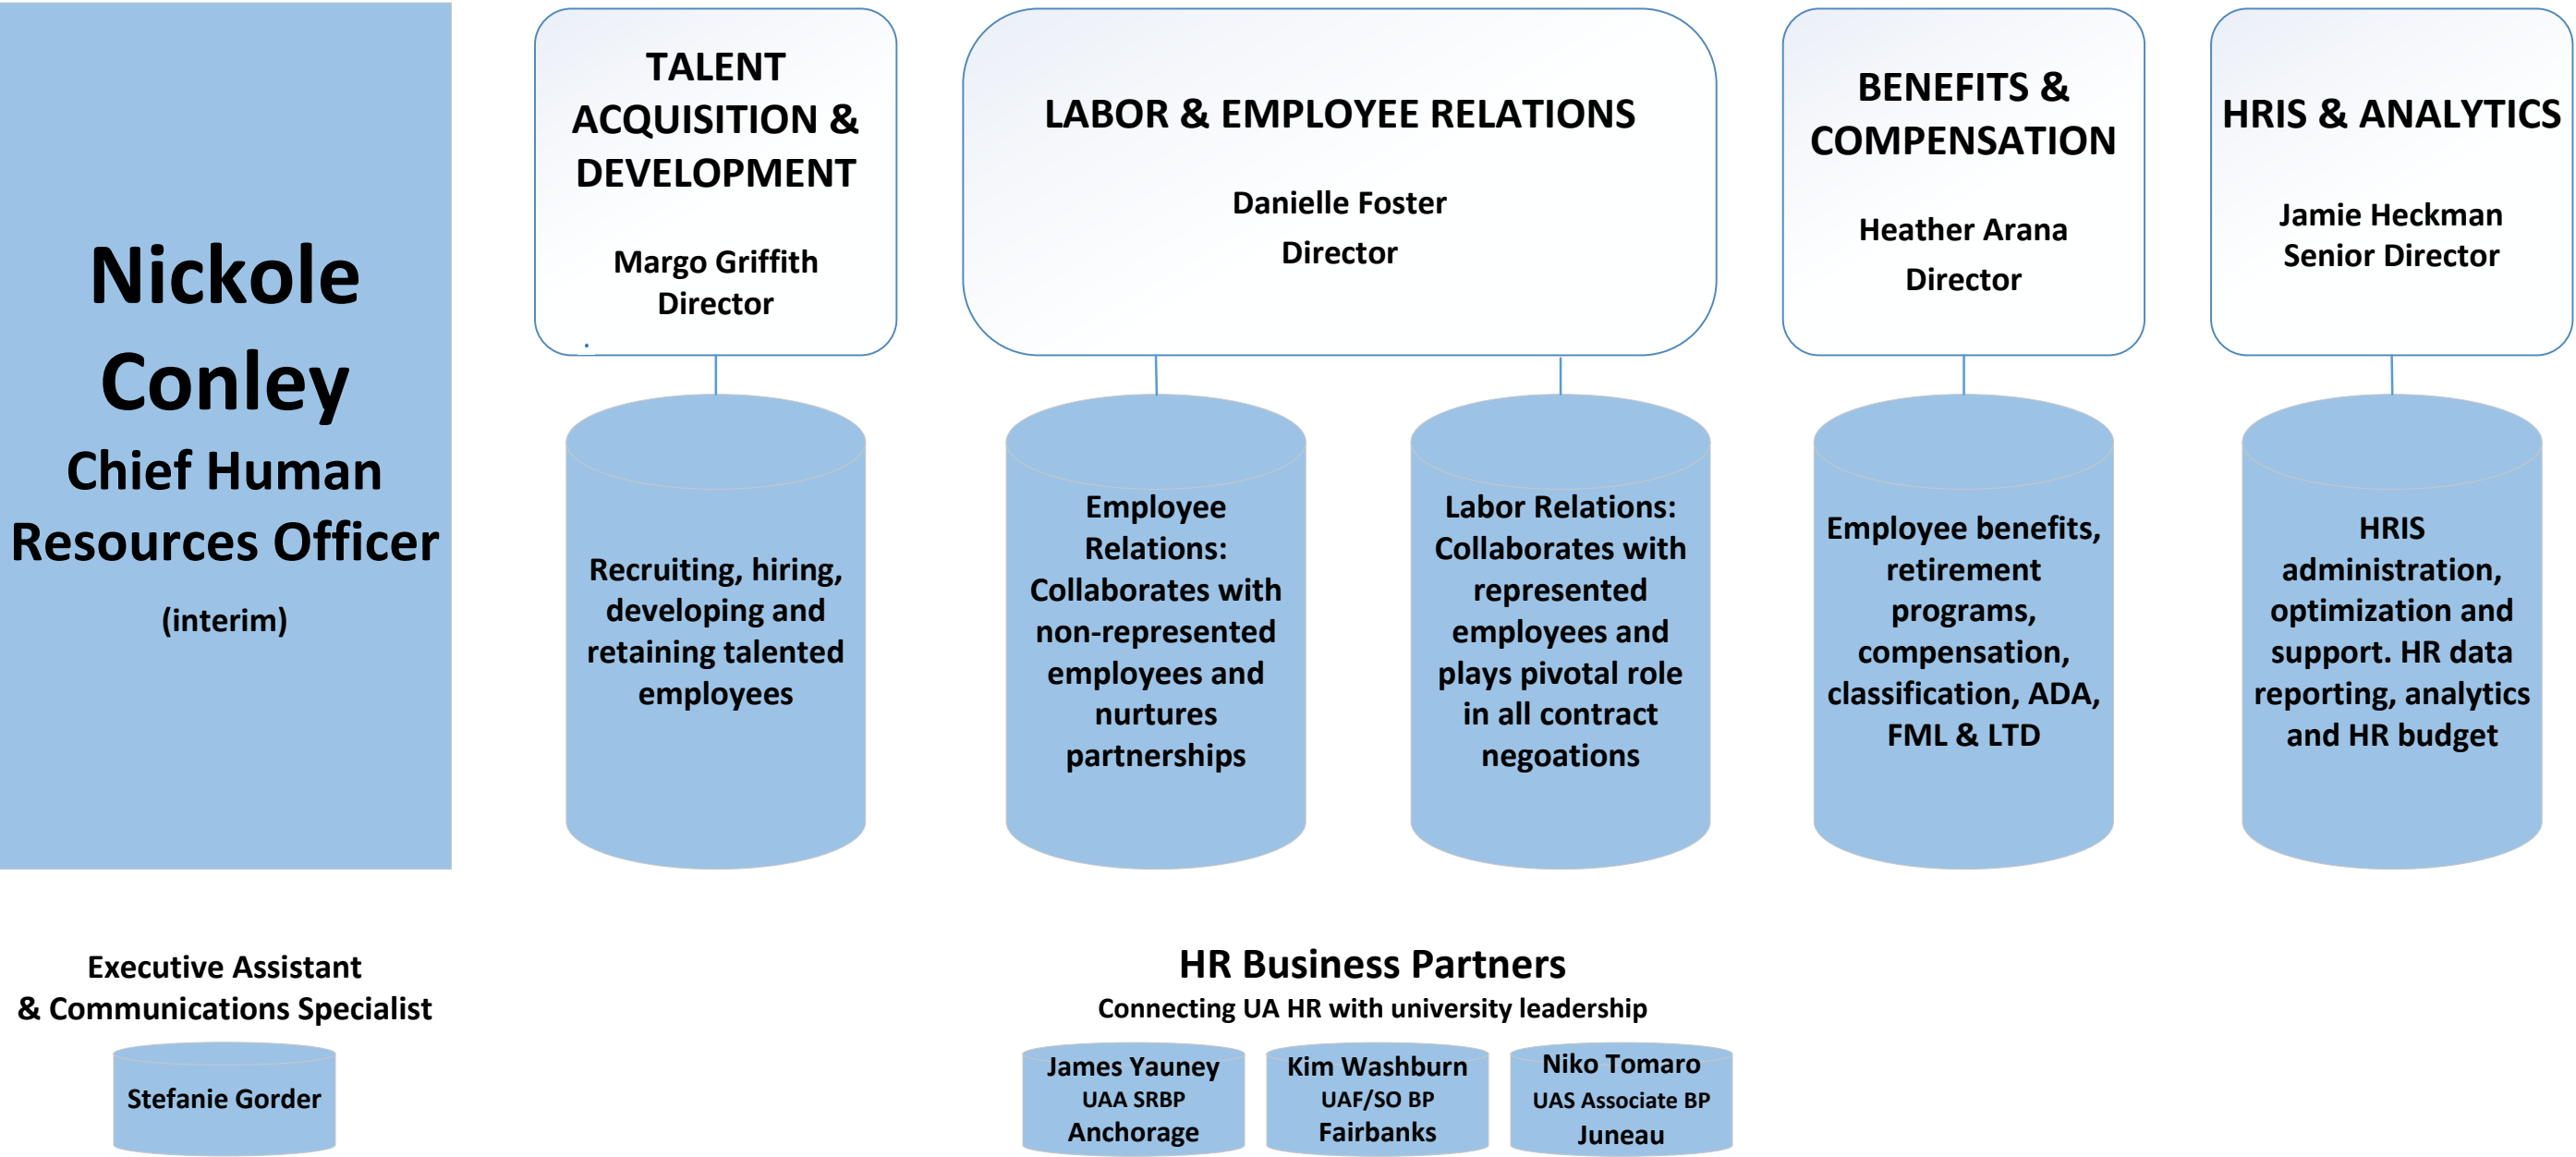 Nickole
Conley
Chief Human
Resources Officer
(interim)
TALENT
ACQUISITION &
DEVELOPMENT
Margo Griffith
Director
.
LABOR & EMPLOYEE RELATIONS
Danielle Foster
Director
BENEFITS &
COMPENSATION
Heather Arana
Director
HRIS & ANALYTICS
Jamie Heckman
Senior Director
Recruiting, hiring,
developing and
retaining talented
employees
Employee
Relations:
Collaborates with
non-represented
employees and
nurtures
partnerships
Labor Relations:
Collaborates with
represented
employees and
plays pivotal role
in all contract
negoations
Employee benefits,
retirement
programs,
compensation,
classification, ADA,
FML & LTD
HRIS
administration,
optimization and
support. HR data
reporting, analytics
and HR budget
Executive Assistant
& Communications Specialist
Stefanie Gorder
HR Business Partners
Connecting UA HR with university leadership
James Yauney
UAA SRBP
Anchorage
Kim Washburn
UAF/SO BP
Fairbanks
Niko Tomaro
UAS Associate BP
Juneau